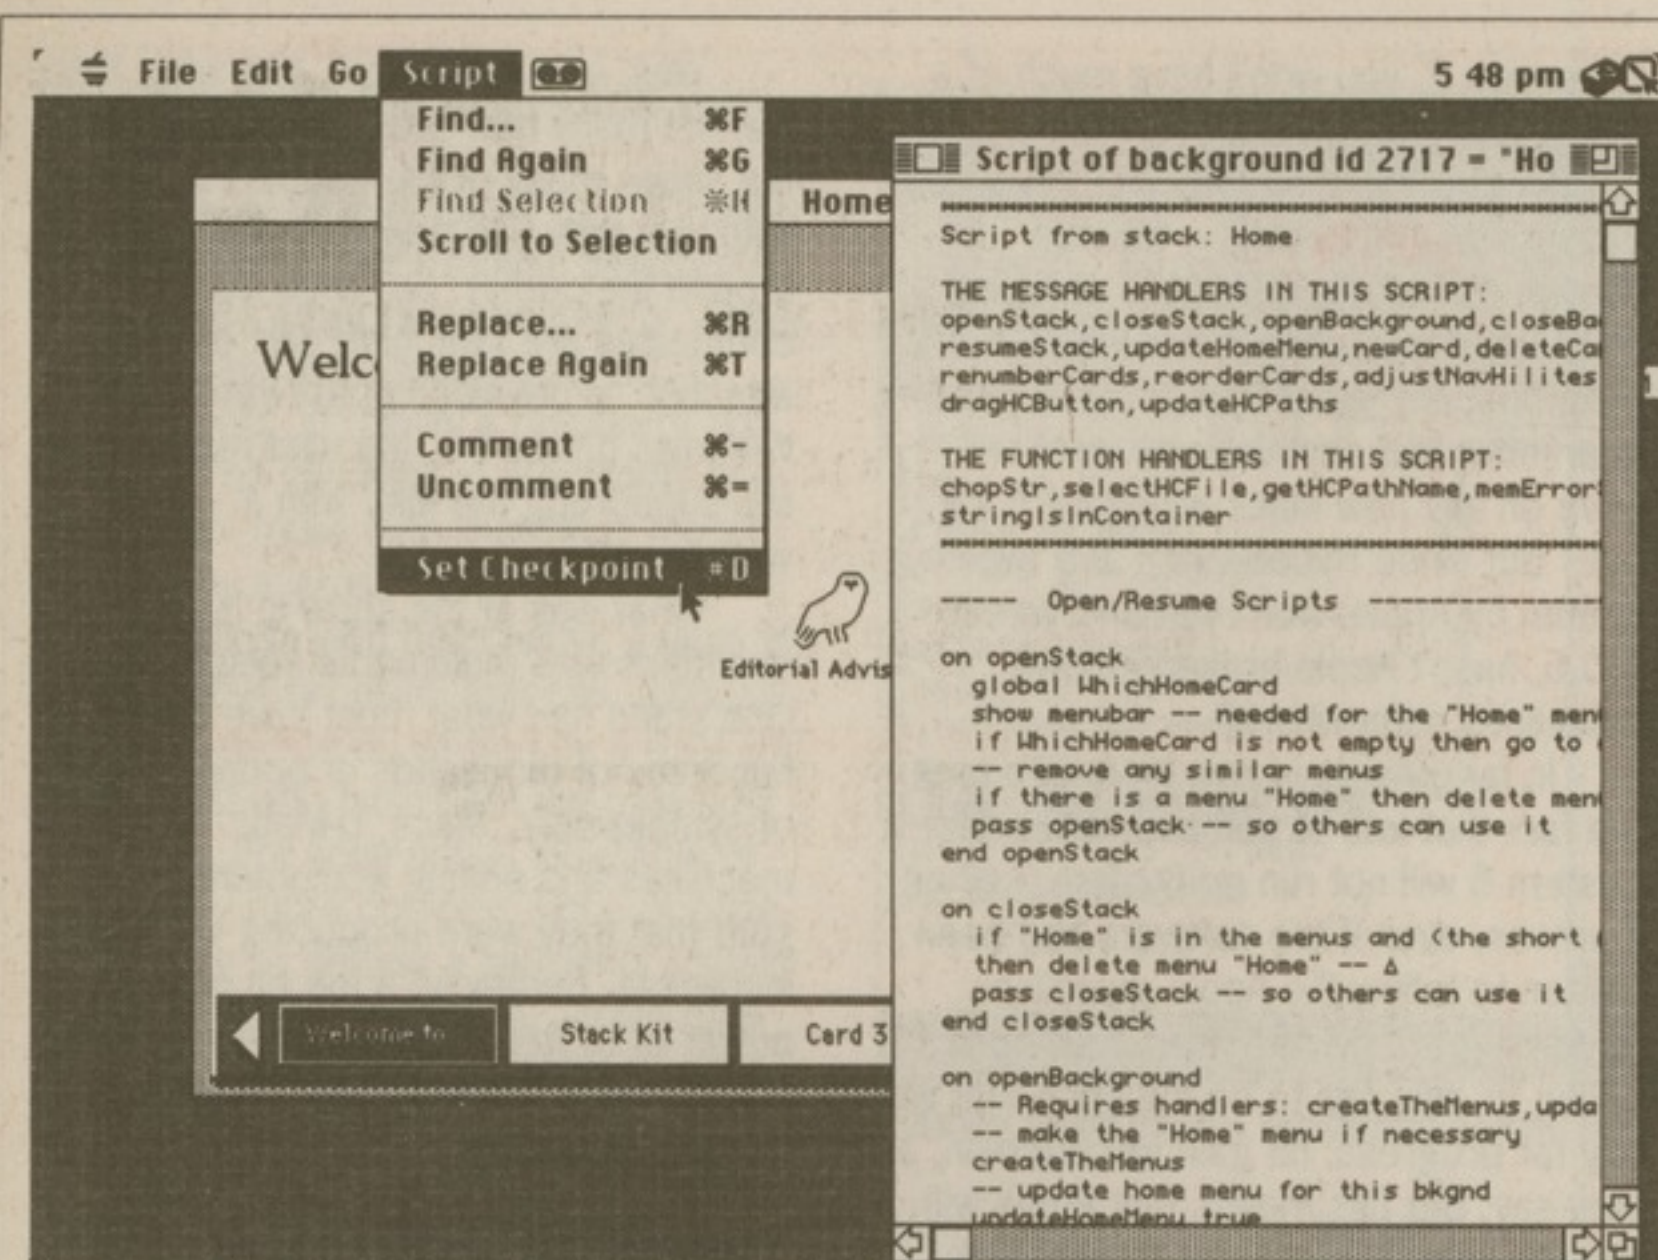 File Edit Go Script
5 48 pm
Find... ⌘F
Find Again ⌘G
Find Selection ⌘H
Scroll to Selection
Replace... ⌘R
Replace Again ⌘T
Comment ⌘-
Uncomment ⌘=
Set Checkpoint ⌘D
Home
Welco
Editorial Advis
Welcome to
Stack Kit
Card 3
Script of background id 2717 = "Ho
Script from stack: Home
THE MESSAGE HANDLERS IN THIS SCRIPT:
openStack,closeStack,openBackground,closeBa
resumeStack,updateHomeMenu,newCard,deleteCa
renumberCards,reorderCards,adjustNavHilites
dragHCButton,updateHCPaths
THE FUNCTION HANDLERS IN THIS SCRIPT:
chopStr,selectHCFile,getHCPathName,memError
stringIsInContainer
----- Open/Resume Scripts ---------------
on openStack
global WhichHomeCard
show menubar -- needed for the "Home" men
if WhichHomeCard is not empty then go to
-- remove any similar menus
if there is a menu "Home" then delete men
pass openStack -- so others can use it
end openStack
on closeStack
if "Home" is in the menus and (the short
then delete menu "Home" -- Δ
pass closeStack -- so others can use it
end closeStack
on openBackground
-- Requires handlers: createTheMenus,upda
-- make the "Home" menu if necessary
createTheMenus
-- update home menu for this bkgnd
updateHomeMenu true